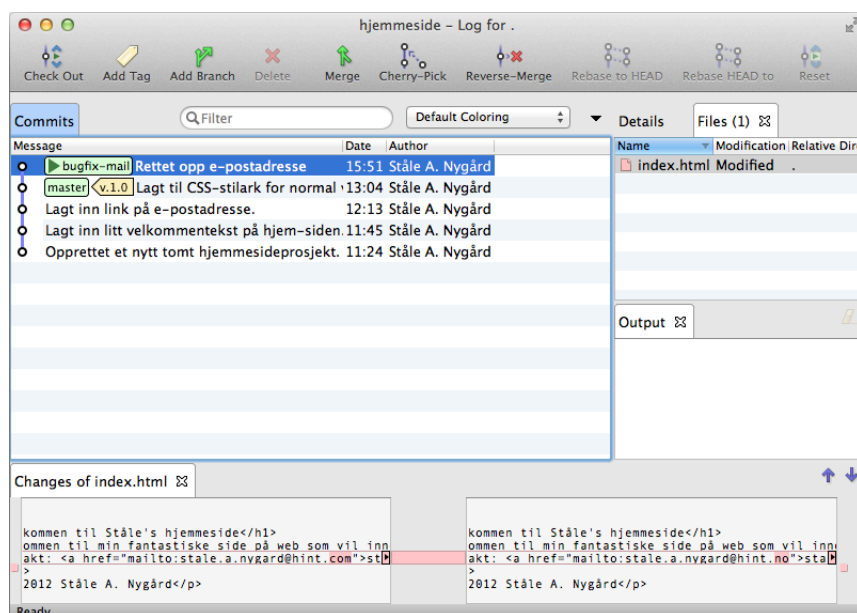 hjemmeside – Log for .
Check Out Add Tag Add Branch Delete Merge Cherry-Pick Reverse-Merge Rebase to HEAD Rebase HEAD to Reset
Commits Filter Default Coloring Details Files (1)
Message Date Author Name Modification Relative Dir
bugfix-mail Rettet opp e-postadresse 15:51 Ståle A. Nygård index.html Modified .
master v.1.0 Lagt til CSS-stilark for normal 13:04 Ståle A. Nygård
Lagt inn link på e-postadresse. 12:13 Ståle A. Nygård
Lagt inn litt velkommentekst på hjem-siden. 11:45 Ståle A. Nygård
Opprettet et nytt tomt hjemmesideprosjekt. 11:24 Ståle A. Nygård
Output
Changes of index.html
kommen til Ståle's hjemmeside</h1>
ommen til min fantastiske side på web som vil inn
akt: <a href="mailto:stale.a.nygard@hint.com">st
>
2012 Ståle A. Nygård</p>
kommen til Ståle's hjemmeside</h1>
ommen til min fantastiske side på web som vil inn
akt: <a href="mailto:stale.a.nygard@hint.no">sta
>
2012 Ståle A. Nygård</p>
Ready